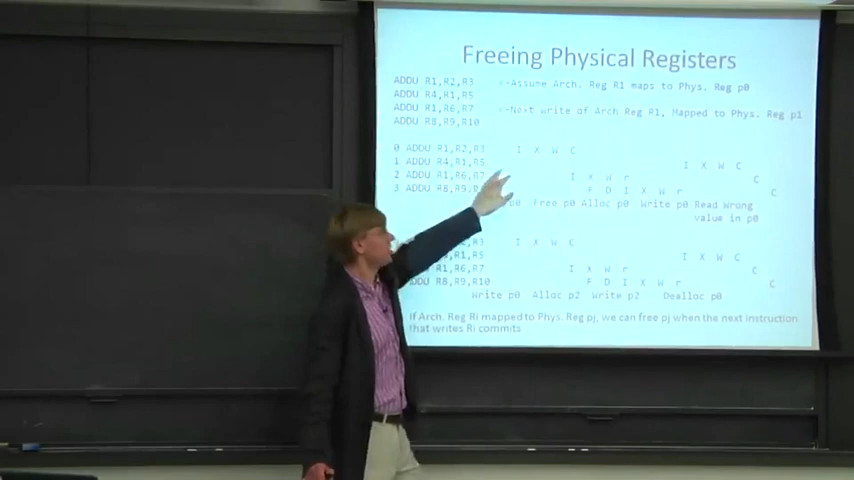 Freeing Physical Registers
ADDU R1,R2,R3 <-Assume Arch. Reg R1 maps to Phys. Reg p0
ADDU R4,R1,R5
ADDU R1,R6,R7 <-Next write of Arch Reg R1, Mapped to Phys. Reg p1
ADDU R8,R9,R10
0 ADDU R1,R2,R3 I X W C
1 ADDU R4,R1,R5 I X W C
2 ADDU R1,R6,R7 I X W r C
3 ADDU R8,R9, F D I X W r C
p0 Free p0 Alloc p0 Write p0 Read Wrong
value in p0
I X W C
R1,R5 I X W C
R1,R6,R7 I X W r C
ADDU R8,R9,R10 F D I X W r C
Write p0 Alloc p2 Write p2 Dealloc p0
If Arch. Reg Ri mapped to Phys. Reg pj, we can free pj when the next instruction
that writes Ri commits